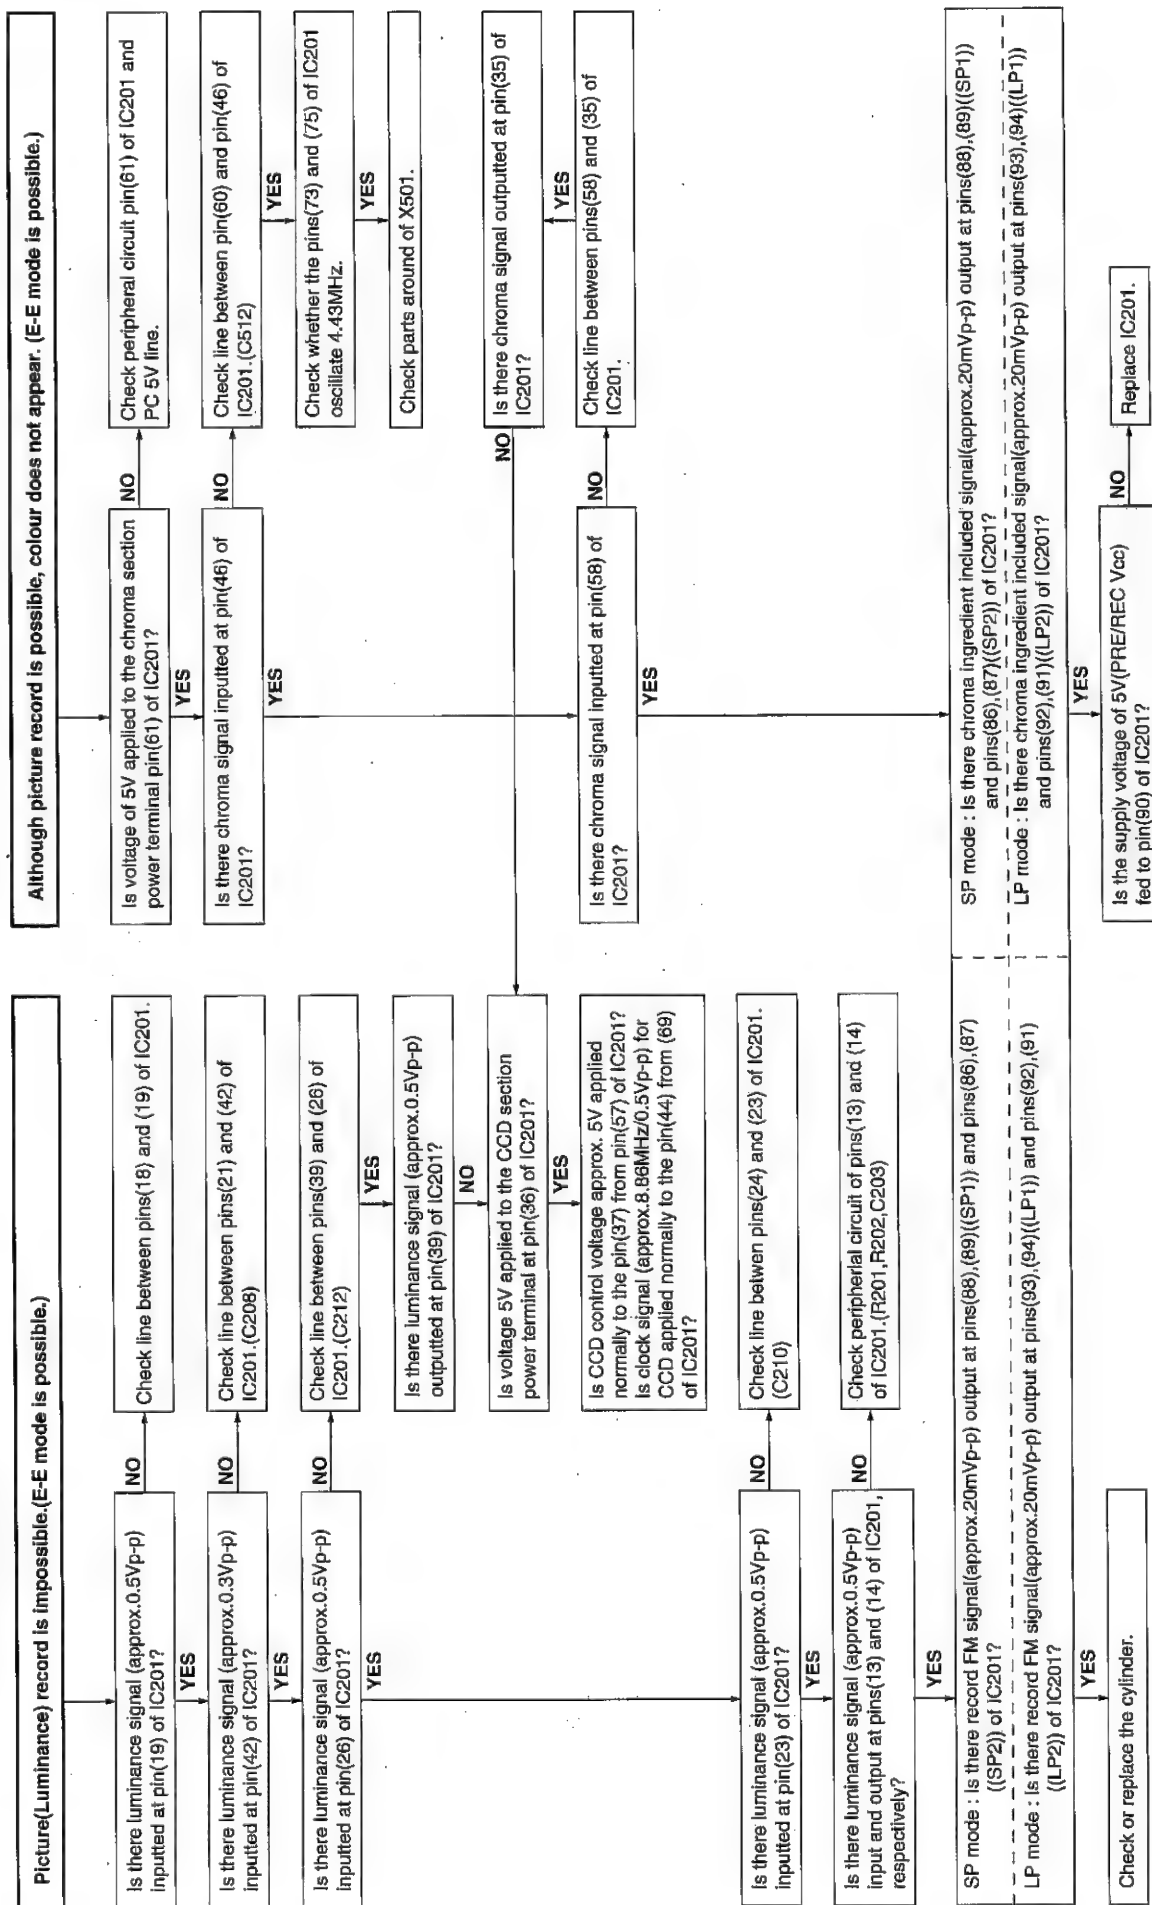 Picture(Luminance) record is impossible.(E-E mode is possible.)
Is there luminance signal (approx.0.5Vp-p)
inputted at pin(19) of IC201?
NO
Check line between pins(18) and (19) of IC201.
YES
Is there luminance signal (approx.0.3Vp-p)
inputted at pin(42) of IC201?
NO
Check line between pins(21) and (42) of
IC201.(C208)
YES
Is there luminance signal (approx.0.5Vp-p)
inputted at pin(26) of IC201?
NO
Check line between pins(39) and (26) of
IC201.(C212)
YES
YES
Is there luminance signal (approx.0.5Vp-p)
outputted at pin(39) of IC201?
NO
Is voltage 5V applied to the CCD section
power terminal at pin(36) of IC201?
YES
Is CCD control voltage approx. 5V applied
normally to the pin(37) from pin(57) of IC201?
Is clock signal (approx.8.86MHz/0.5Vp-p) for
CCD applied normally to the pin(44) from (69)
of IC201?
Is there luminance signal (approx.0.5Vp-p)
inputted at pin(23) of IC201?
NO
Check line betwen pins(24) and (23) of IC201.
(C210)
YES
Is there luminance signal (approx.0.5Vp-p)
input and output at pins(13) and (14) of IC201,
respectively?
NO
Check peripherlal circuit of pins(13) and (14)
of IC201.(R201,R202,C203)
YES
SP mode : Is there record FM signal(approx.20mVp-p) output at pins(88),(89)((SP1)) and pins(86),(87)
((SP2)) of IC201?
LP mode : Is there record FM signal(approx.20mVp-p) output at pins(93),(94)((LP1)) and pins(92),(91)
((LP2)) of IC201?
YES
Check or replace the cylinder.
Although picture record is possible, colour does not appear. (E-E mode is possible.)
Is voltage of 5V applied to the chroma section
power terminal pin(61) of IC201?
NO
Check peripheral circuit pin(61) of IC201 and
PC 5V line.
YES
Is there chroma signal inputted at pin(46) of
IC201?
NO
Check line between pin(60) and pin(46) of
IC201.(C512)
YES
YES
Check whether the pins(73) and (75) of IC201
oscillate 4.43MHz.
YES
Check parts around of X501.
NO
Is there chroma signal outputted at pin(35) of
IC201?
YES
Is there chroma signal inputted at pin(58) of
IC201?
NO
Check line between pins(58) and (35) of
IC201.
YES
SP mode : Is there chroma ingredient included signal(approx.20mVp-p) output at pins(88),(89)((SP1))
and pins(86),(87)((SP2)) of IC201?
LP mode : Is there chroma ingredient included signal(approx.20mVp-p) output at pins(93),(94)((LP1))
and pins(92),(91)((LP2)) of IC201?
YES
Is the supply voltage of 5V(PRE/REC Vcc)
fed to pin(90) of IC201?
NO
Replace IC201.